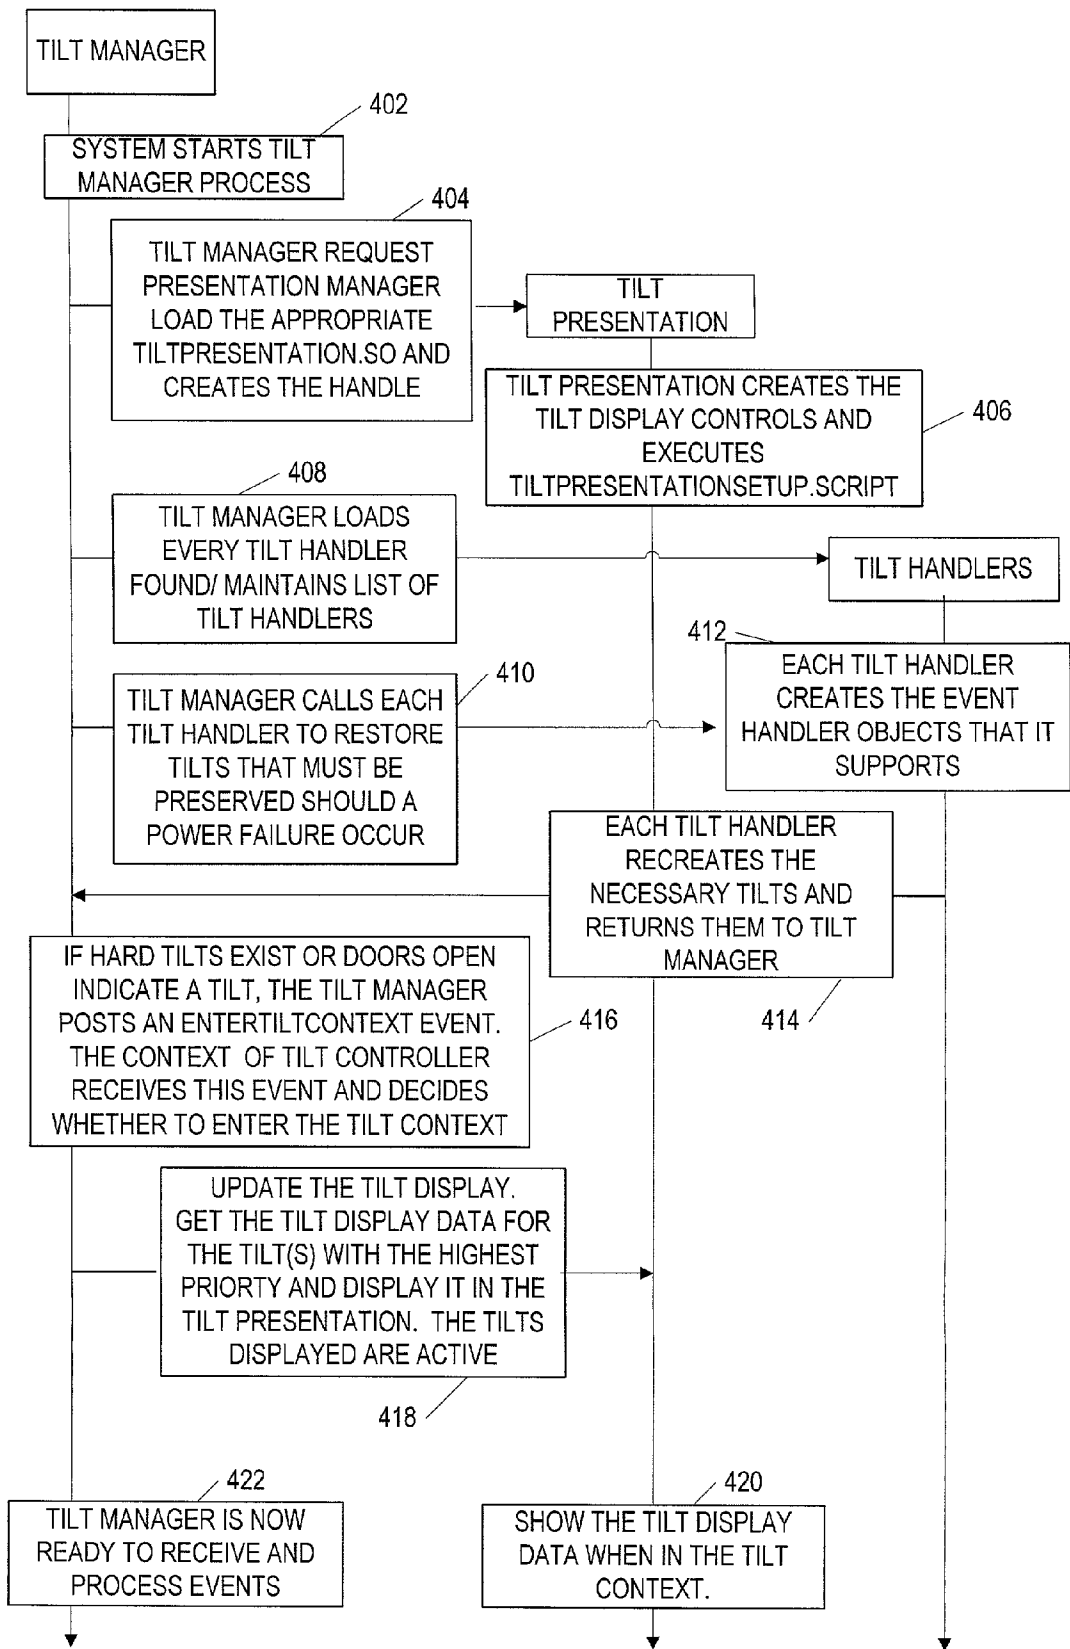 TILT MANAGER
402
SYSTEM STARTS TILT
MANAGER PROCESS
404
TILT MANAGER REQUEST
PRESENTATION MANAGER
LOAD THE APPROPRIATE
TILTPRESENTATION.SO AND
CREATES THE HANDLE
TILT
PRESENTATION
TILT PRESENTATION CREATES THE
TILT DISPLAY CONTROLS AND
EXECUTES
TILTPRESENTATIONSETUP.SCRIPT
406
408
TILT MANAGER LOADS
EVERY TILT HANDLER
FOUND/ MAINTAINS LIST OF
TILT HANDLERS
TILT HANDLERS
410
TILT MANAGER CALLS EACH
TILT HANDLER TO RESTORE
TILTS THAT MUST BE
PRESERVED SHOULD A
POWER FAILURE OCCUR
412
EACH TILT HANDLER
CREATES THE EVENT
HANDLER OBJECTS THAT IT
SUPPORTS
EACH TILT HANDLER
RECREATES THE
NECESSARY TILTS AND
RETURNS THEM TO TILT
MANAGER
414
IF HARD TILTS EXIST OR DOORS OPEN
INDICATE A TILT, THE TILT MANAGER
POSTS AN ENTERTILTCONTEXT EVENT.
THE CONTEXT OF TILT CONTROLLER
RECEIVES THIS EVENT AND DECIDES
WHETHER TO ENTER THE TILT CONTEXT
416
UPDATE THE TILT DISPLAY.
GET THE TILT DISPLAY DATA FOR
THE TILT(S) WITH THE HIGHEST
PRIORTY AND DISPLAY IT IN THE
TILT PRESENTATION. THE TILTS
DISPLAYED ARE ACTIVE
418
422
TILT MANAGER IS NOW
READY TO RECEIVE AND
PROCESS EVENTS
420
SHOW THE TILT DISPLAY
DATA WHEN IN THE TILT
CONTEXT.